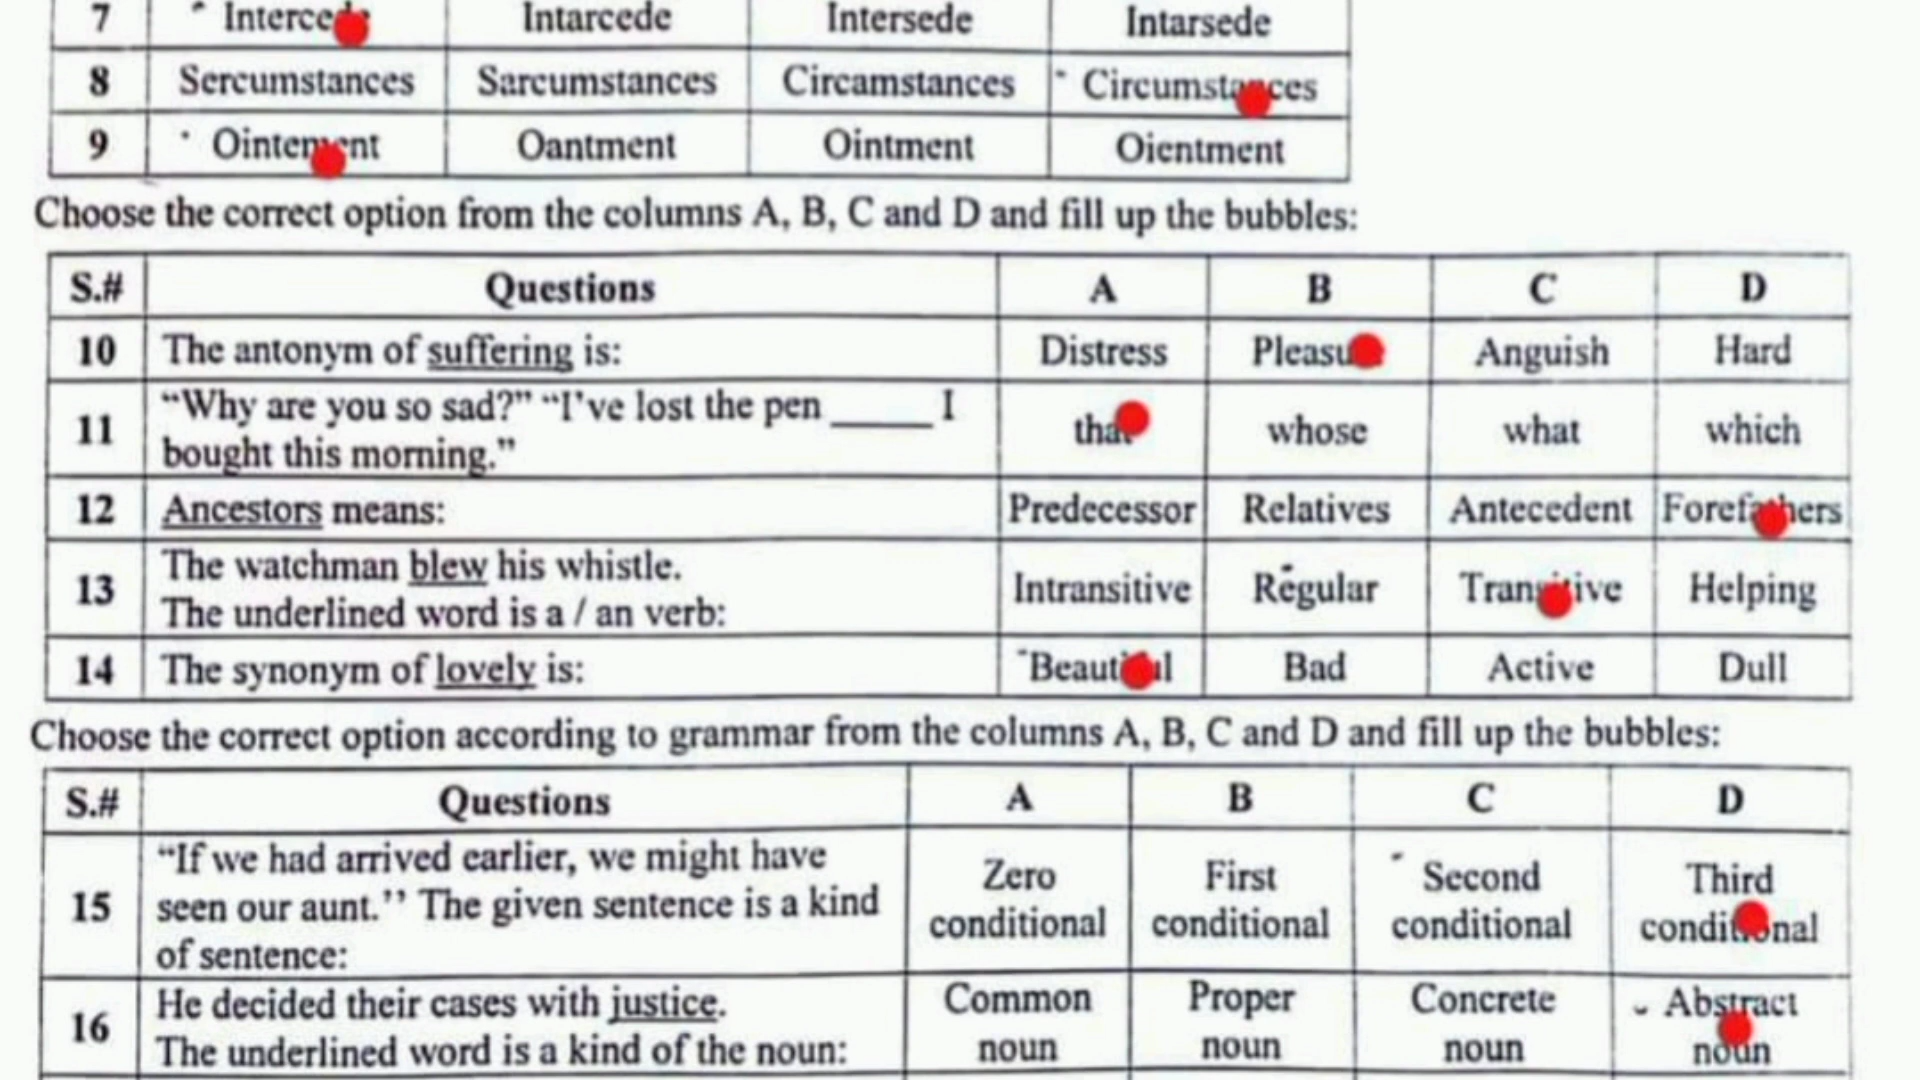 7 Intercede Intarcede Intersede Intarsede
8 Sercumstances Sarcumstances Circamstances Circumstances
9 Ointement Oantment Ointment Oientment
Choose the correct option from the columns A, B, C and D and fill up the bubbles:
S.# Questions A B C D
10 The antonym of suffering is: Distress Pleasure Anguish Hard
11 “Why are you so sad?” “I’ve lost the pen _____ I
bought this morning.” that whose what which
12 Ancestors means: Predecessor Relatives Antecedent Forefathers
13 The watchman blew his whistle.
The underlined word is a / an verb: Intransitive Regular Transitive Helping
14 The synonym of lovely is: Beautiful Bad Active Dull
Choose the correct option according to grammar from the columns A, B, C and D and fill up the bubbles:
S.# Questions A B C D
15 “If we had arrived earlier, we might have
seen our aunt.’’ The given sentence is a kind
of sentence: Zero conditional First conditional Second conditional Third conditional
16 He decided their cases with justice.
The underlined word is a kind of the noun: Common noun Proper noun Concrete noun Abstract noun